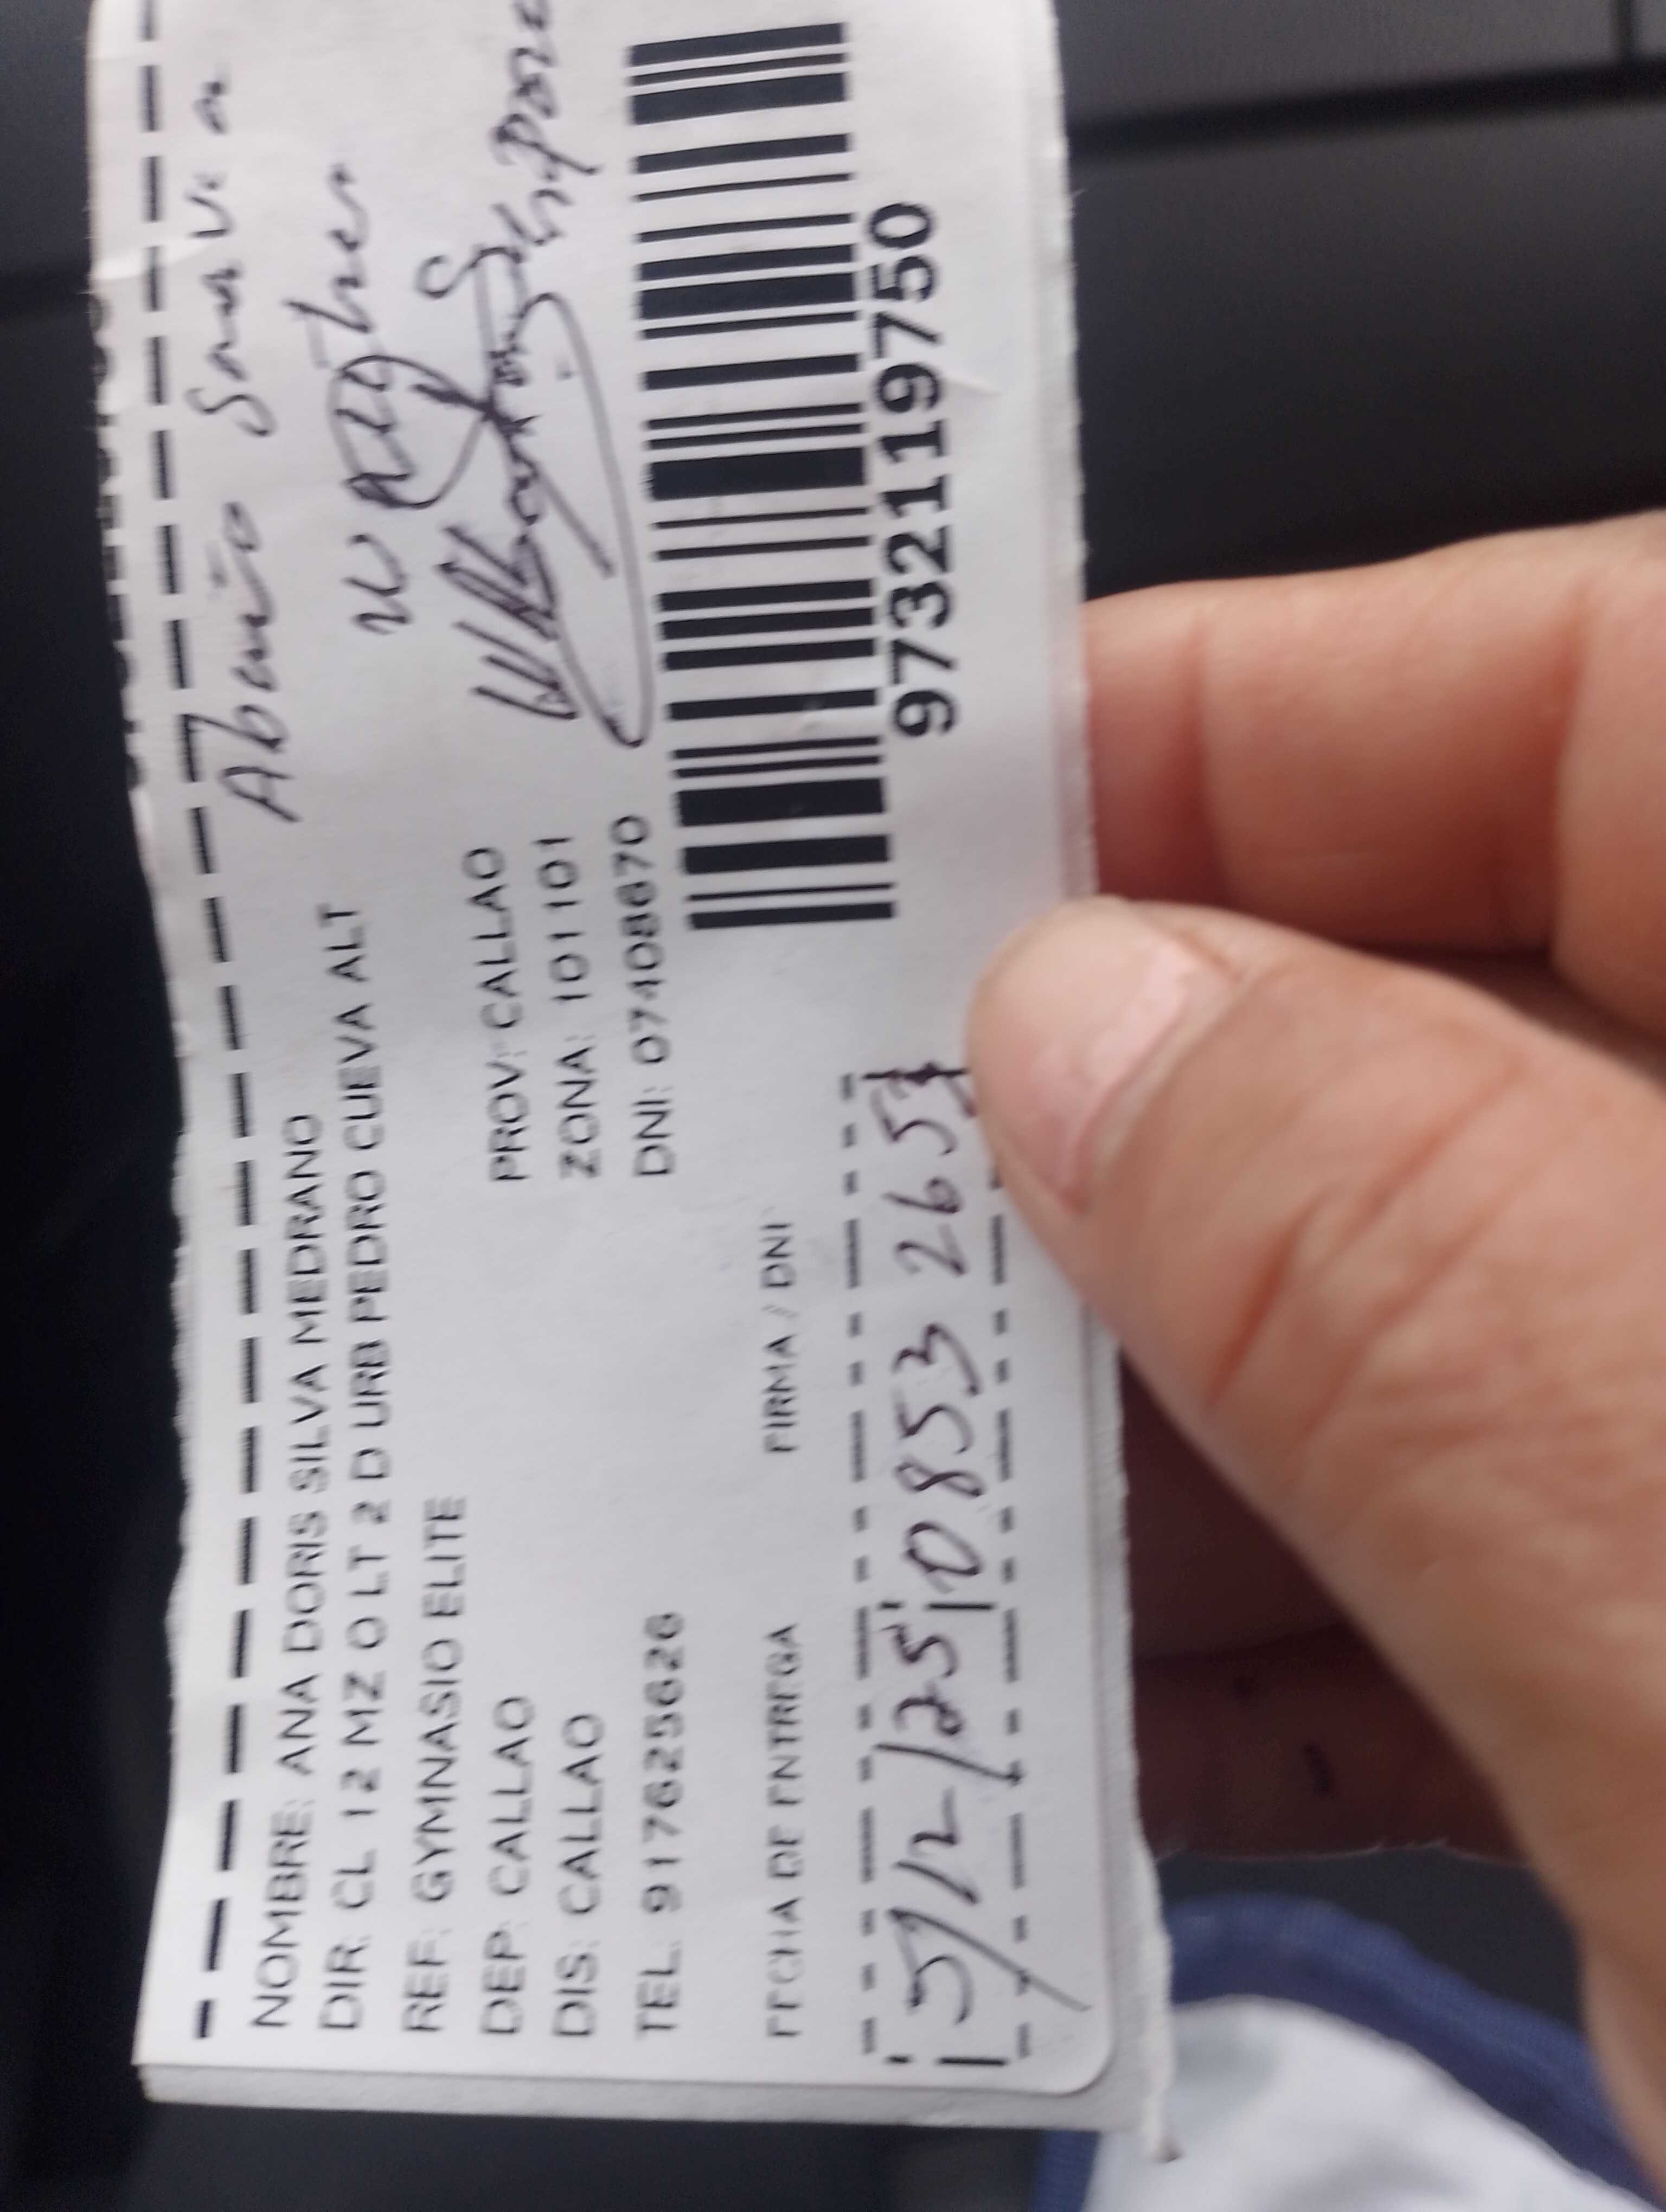 NOMBRE: ANA DORIS SILVA MEDRANO
DIR: CL 12 MZ O LT 2 D URB PEDRO CUEVA ALT
REF: GYMNASIO ELITE
DEP: CALLAO
PROV: CALLAO
DIS: CALLAO
ZONA: 101101
TEL: 917625626
DNI: 07408670
FECHA DE ENTREGA
FIRMA / DNI
5/12/25
0853265
9732119750